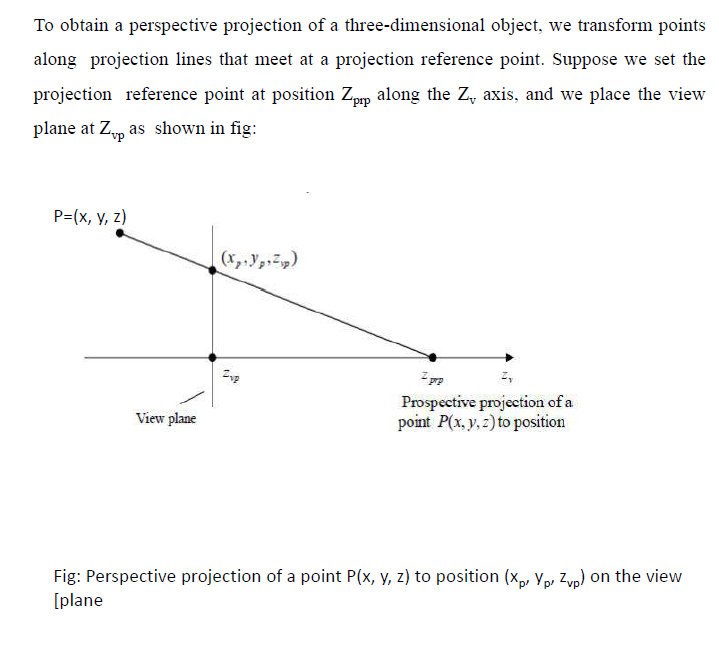 To obtain a perspective projection of a three-dimensional object, we transform points
along projection lines that meet at a projection reference point. Suppose we set the
projection reference point at position Zprp along the Zv axis, and we place the view
plane at Zvp as shown in fig:
P=(x, y, z)
(xp, yp, zvp)
zvp
zprp
zv
View plane
Prospective projection of a
point P(x, y, z) to position
Fig: Perspective projection of a point P(x, y, z) to position (xp, yp, zvp) on the view
[plane